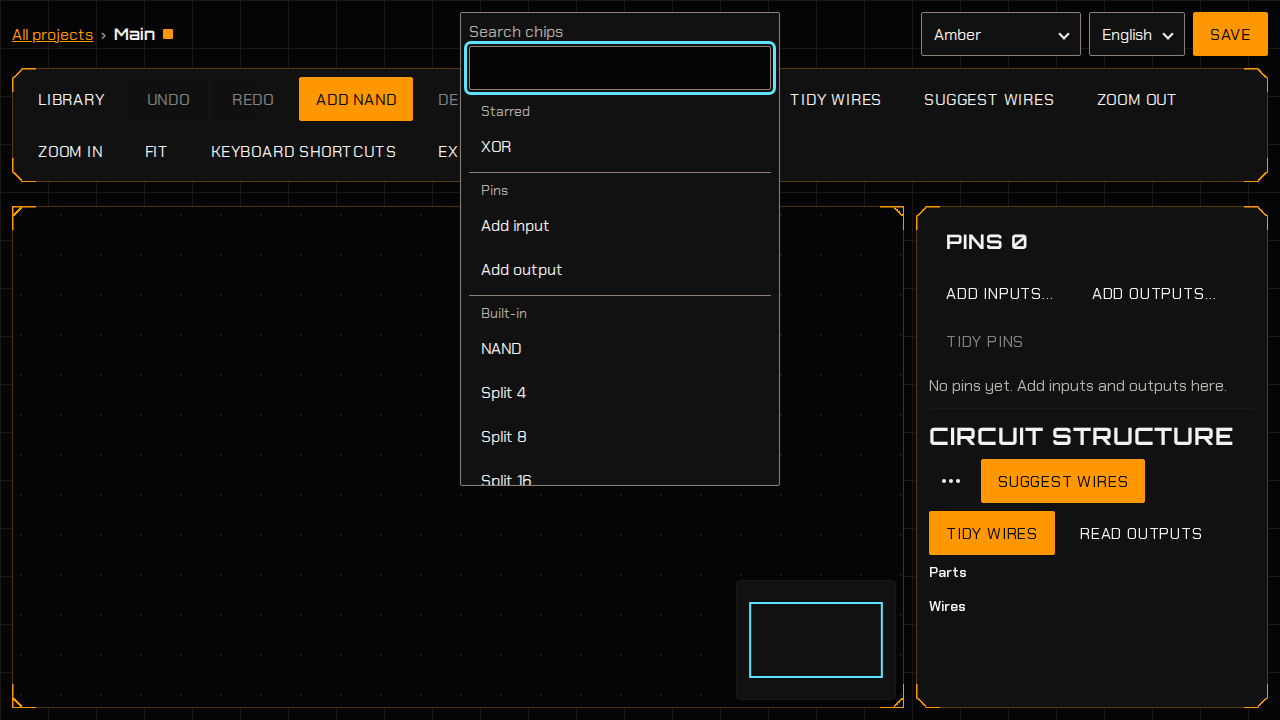 All projects › Main
Search chips
Amber
English
SAVE
LIBRARY
UNDO
REDO
ADD NAND
TIDY WIRES
SUGGEST WIRES
ZOOM OUT
ZOOM IN
FIT
KEYBOARD SHORTCUTS
Starred
XOR
Pins
Add input
Add output
Built-in
NAND
Split 4
Split 8
Split 16
PINS 0
ADD INPUTS...
ADD OUTPUTS...
TIDY PINS
No pins yet. Add inputs and outputs here.
CIRCUIT STRUCTURE
SUGGEST WIRES
TIDY WIRES
READ OUTPUTS
Parts
Wires